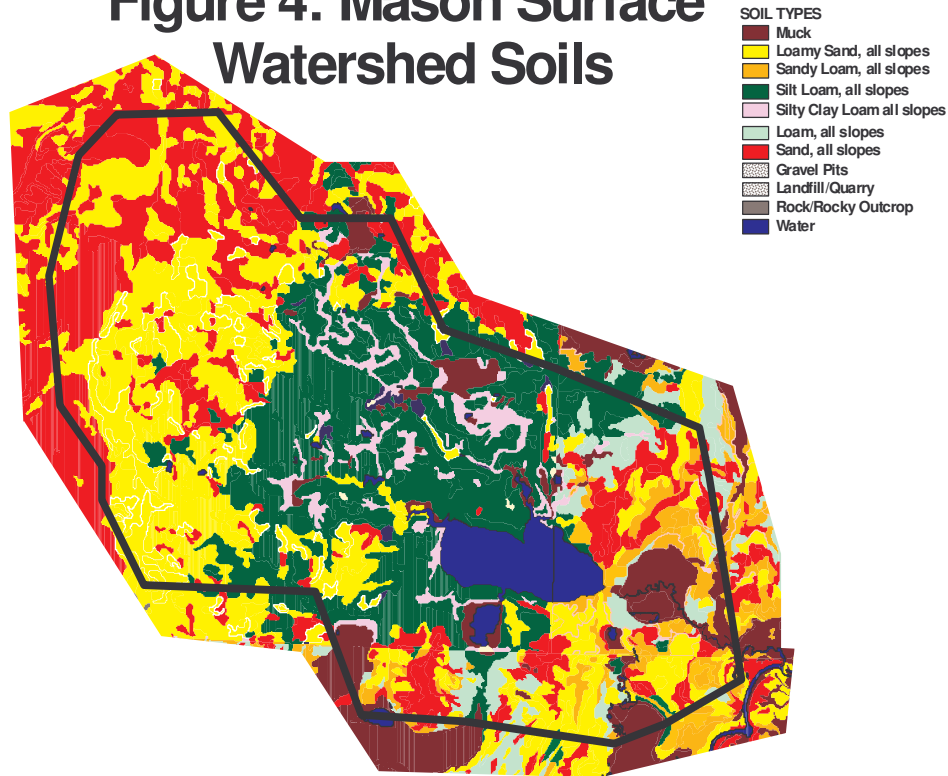 Figure 4: Mason Surface
Watershed Soils
SOIL TYPES
Muck
Loamy Sand, all slopes
Sandy Loam, all slopes
Silt Loam, all slopes
Silty Clay Loam all slopes
Loam, all slopes
Sand, all slopes
Gravel Pits
Landfill/Quarry
Rock/Rocky Outcrop
Water